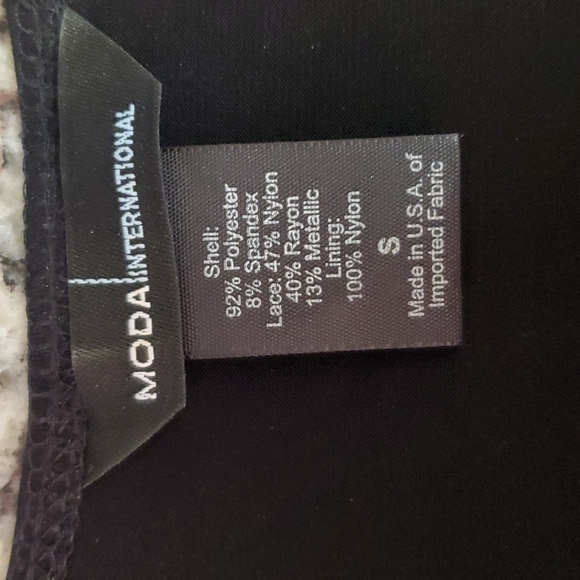 MODA INTERNATIONAL
Shell:
92% Polyester
8% Spandex
Lace: 47% Nylon
40% Rayon
13% Metallic
Lining:
100% Nylon
S
Made in U.S.A. of
Imported Fabric